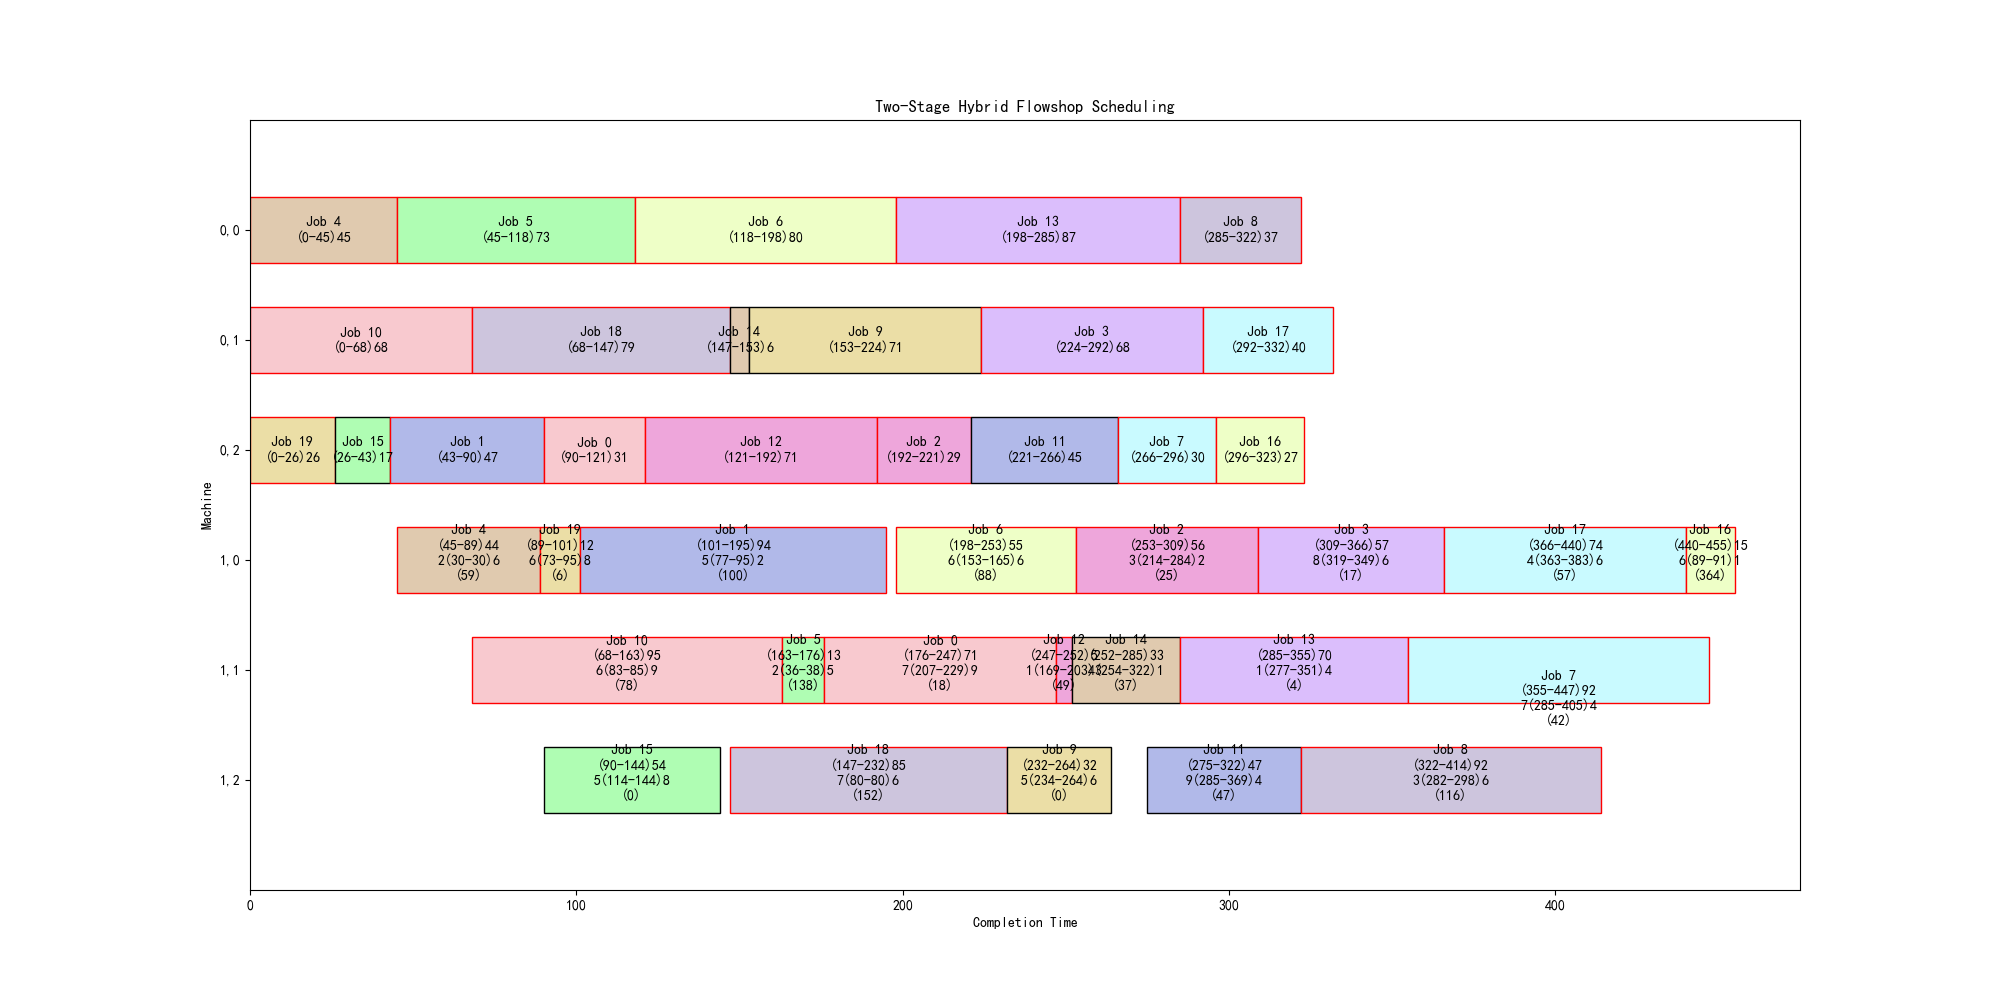 Two-Stage Hybrid Flowshop Scheduling
Machine
0,0
Job 4
(0-45)45
Job 5
(45-118)73
Job 6
(118-198)80
Job 13
(198-285)87
Job 8
(285-322)37
0,1
Job 10
(0-68)68
Job 18
(68-147)79
Job 14
(147-153)6
Job 9
(153-224)71
Job 3
(224-292)68
Job 17
(292-332)40
0,2
Job 19
(0-26)26
Job 15
(26-43)17
Job 1
(43-90)47
Job 0
(90-121)31
Job 12
(121-192)71
Job 2
(192-221)29
Job 11
(221-266)45
Job 7
(266-296)30
Job 16
(296-323)27
1,0
Job 4
(45-89)44
2(30-30)6
(59)
Job 19
(89-101)12
6(73-95)8
(6)
Job 1
(101-195)94
5(77-95)2
(100)
Job 6
(198-253)55
6(153-165)6
(88)
Job 2
(253-309)56
3(214-284)2
(25)
Job 3
(309-366)57
8(319-349)6
(17)
Job 17
(366-440)74
4(363-383)6
(57)
Job 16
(440-455)15
6(89-91)1
(364)
1,1
Job 10
(68-163)95
6(83-85)9
(78)
Job 5
(163-176)13
2(36-38)5
(138)
Job 0
(176-247)71
7(207-229)9
(18)
Job 12
(247-252)5
(49)
Job 14
(252-285)33
(254-322)1
(37)
Job 13
(285-355)70
1(277-351)4
(4)
Job 7
(355-447)92
7(285-405)4
(42)
1,2
Job 15
(90-144)54
5(114-144)8
(0)
Job 18
(147-232)85
7(80-80)6
(152)
Job 9
(232-264)32
5(234-264)6
(0)
Job 11
(275-322)47
9(285-369)4
(47)
Job 8
(322-414)92
3(282-298)6
(116)
0
100
200
300
400
Completion Time